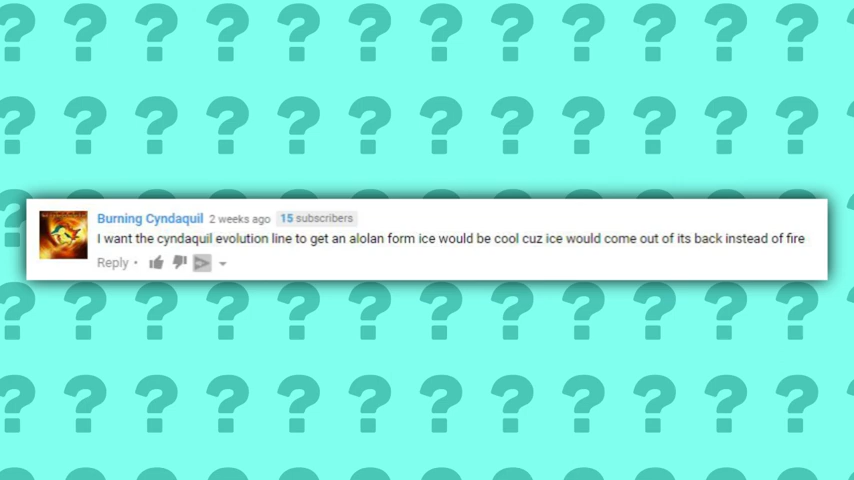 Burning Cyndaquil 2 weeks ago 15 subscribers
I want the cyndaquil evolution line to get an alolan form ice would be cool cuz ice would come out of its back instead of fire
Reply •